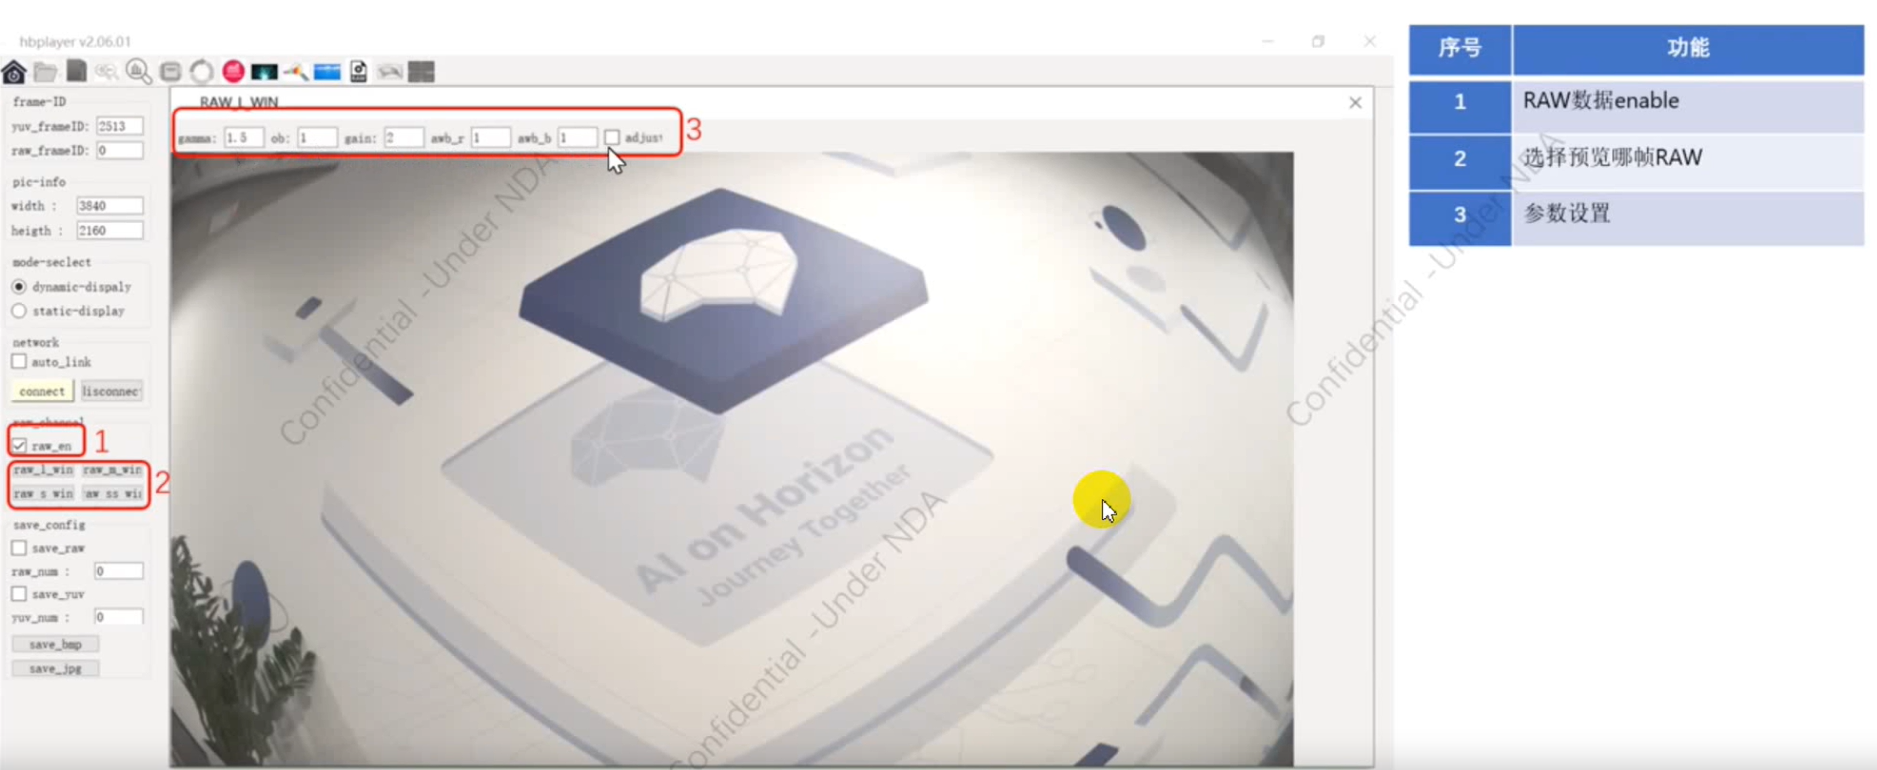 hbplayer v2.06.01
frame-ID
yuv_frameID: 2513
raw_frameID: 0
pic-info
width : 3840
heigth : 2160
mode-seclect
dynamic-dispaly
static-display
network
auto_link
connect lisconnec
raw_channel
raw_en 1
raw_l_win raw_m_win
raw_s_win aw_ss_wi 2
save_config
save_raw
raw_num : 0
save_yuv
yuv_num : 0
save_bmp
save_jpg
RAW_L_WIN
gamma: 1.5 ob: 1 gain: 2 awb_r 1 awb_b 1 adjust 3
AI on Horizon
Journey Together
Confidential -Under NDA
Confidential -Under NDA
Confidential -Under NDA
序号 功能
1 RAW数据enable
2 选择预览哪帧RAW
3 参数设置